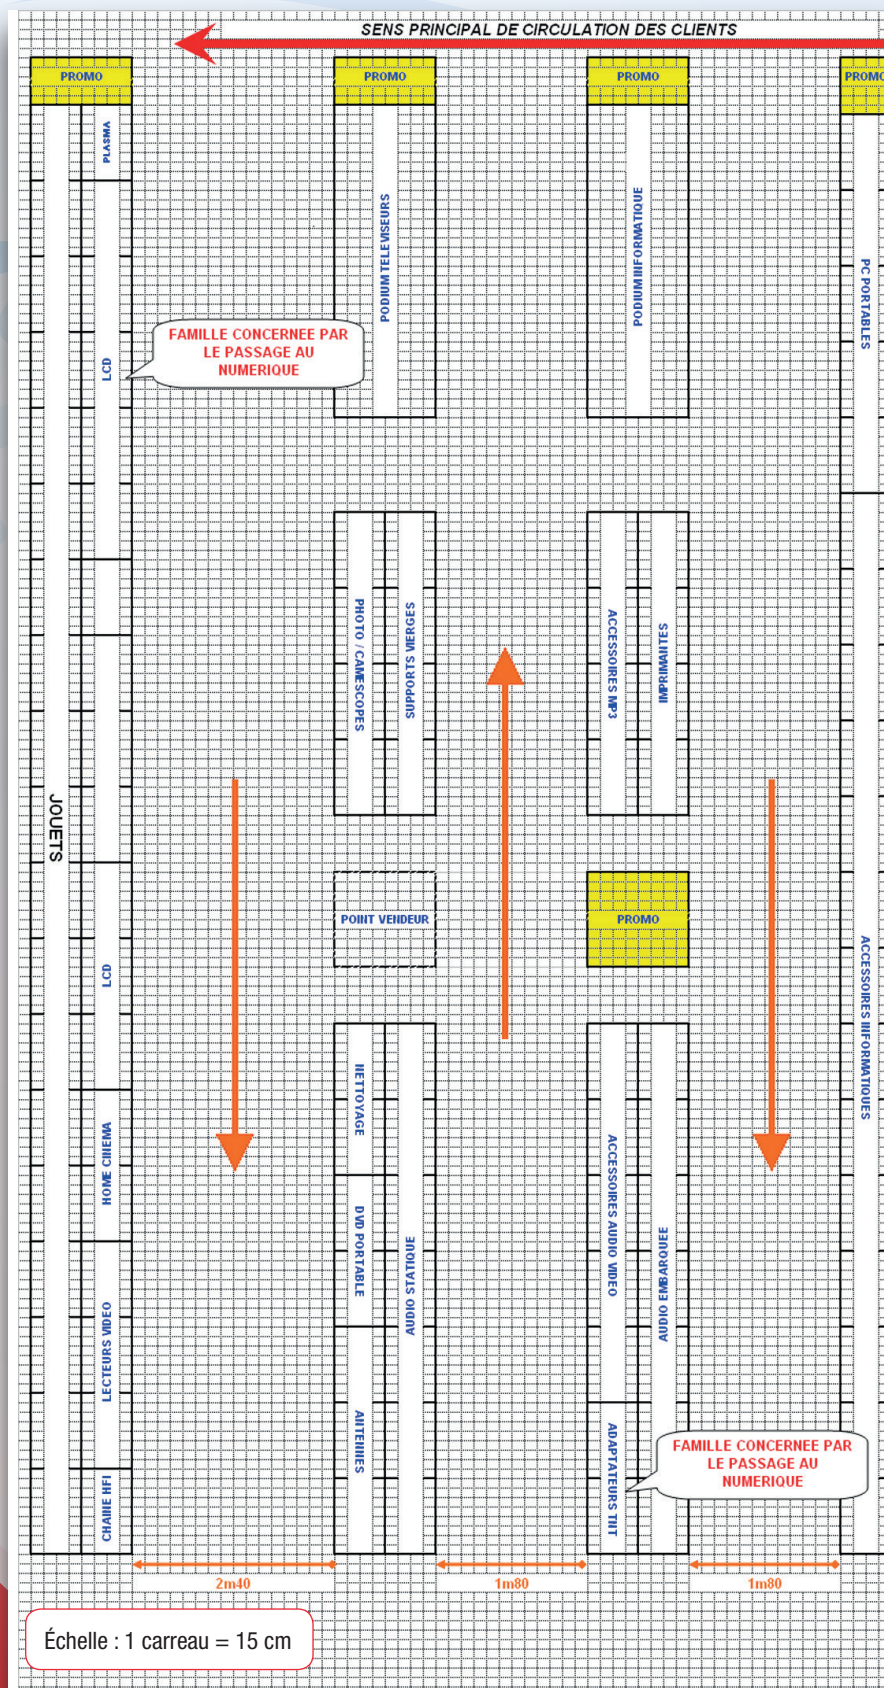 SENS PRINCIPAL DE CIRCULATION DES CLIENTS
PROMO
PROMO
PROMO
PROMO
PLASMA
LCD
FAMILLE CONCERNEE PAR
LE PASSAGE AU
NUMERIQUE
PODIUM TELEVISEURS
PODIUM INFORMATIQUE
PC PORTABLES
PHOTO / CAMESCOPES
SUPPORTS VIERGES
ACCESSOIRES MP3
IMPRIMANTES
JOUETS
POINT VENDEUR
PROMO
LCD
ACCESSOIRES INFORMATIQUES
HOME CINEMA
NETTOYAGE
DVD PORTABLE
AUDIO STATIQUE
ACCESSOIRES AUDIO VIDEO
AUDIO EMBARQUEE
LECTEURS VIDEO
ANTENNES
ADAPTATEURS TNT
FAMILLE CONCERNEE PAR
LE PASSAGE AU
NUMERIQUE
CHAINE HFI
2m40
1m80
1m80
Échelle : 1 carreau = 15 cm